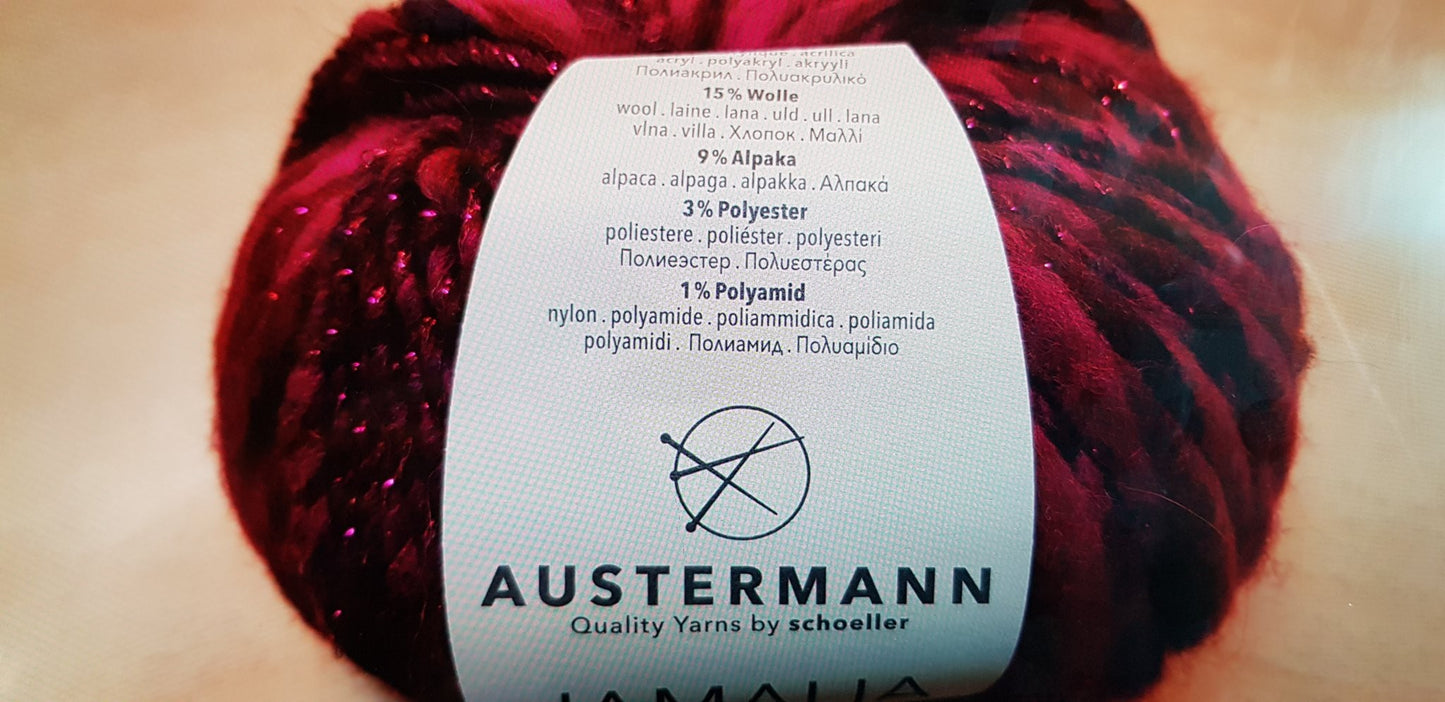 acrilica
acryl . polyakryl . akryyli
Полиакрил . Πολυακρυλικό
15% Wolle
wool . laine . lana . uld . ull . lana
vlna . villa . Хлопок . Μαλλί
9% Alpaka
alpaca . alpaga . alpakka . Αλπακά
3% Polyester
poliestere . poliéster . polyesteri
Полиеэстер . Πολυεστέρας
1% Polyamid
nylon . polyamide . poliammidica . poliamida
polyamidi . Полиамид . Πολυαμίδιο
AUSTERMANN
Quality Yarns by schoeller